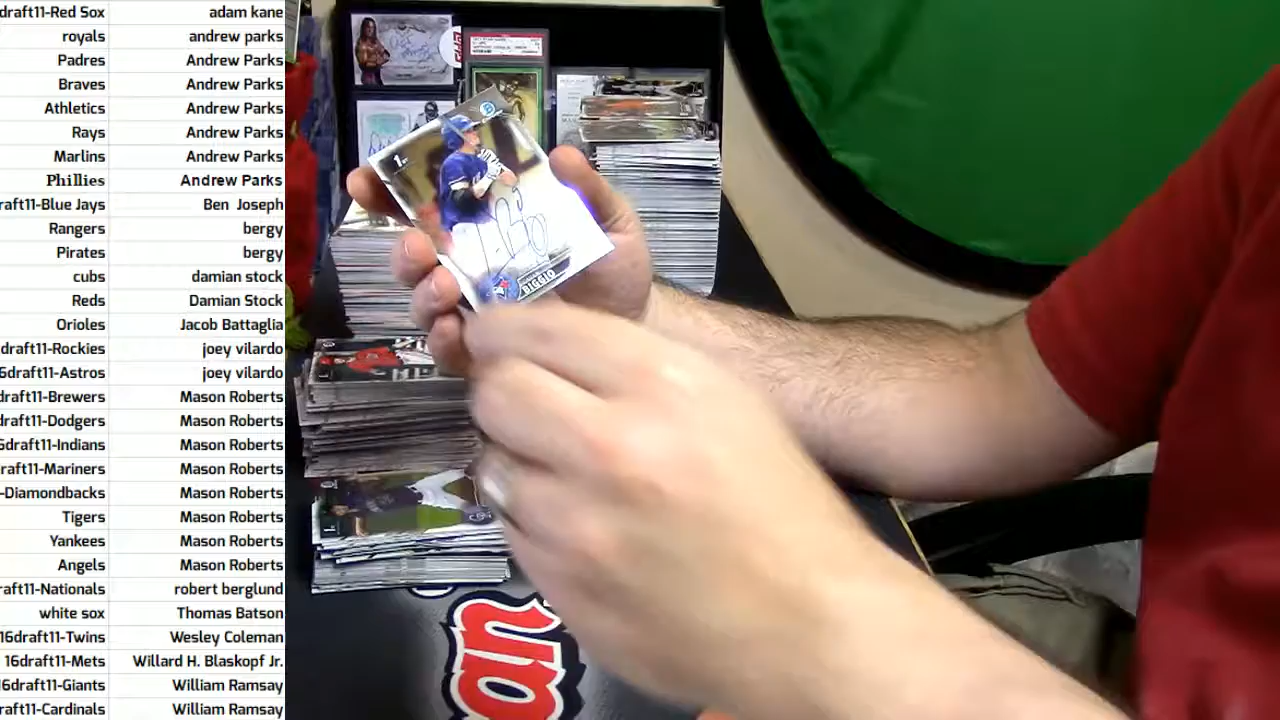 draft11-Red Sox adam kane
royals andrew parks
Padres Andrew Parks
Braves Andrew Parks
Athletics Andrew Parks
Rays Andrew Parks
Marlins Andrew Parks
Phillies Andrew Parks
raft11-Blue Jays Ben Joseph
Rangers bergy
Pirates bergy
cubs damian stock
Reds Damian Stock
Orioles Jacob Battaglia
draft11-Rockies joey vilardo
6draft11-Astros joey vilardo
draft11-Brewers Mason Roberts
draft11-Dodgers Mason Roberts
6draft11-Indians Mason Roberts
raft11-Mariners Mason Roberts
-Diamondbacks Mason Roberts
Tigers Mason Roberts
Yankees Mason Roberts
Angels Mason Roberts
raft11-Nationals robert berglund
white sox Thomas Batson
16draft11-Twins Wesley Coleman
16draft11-Mets Willard H. Blaskopf Jr.
6draft11-Giants William Ramsay
raft11-Cardinals William Ramsay
1st
BIGGIO
an